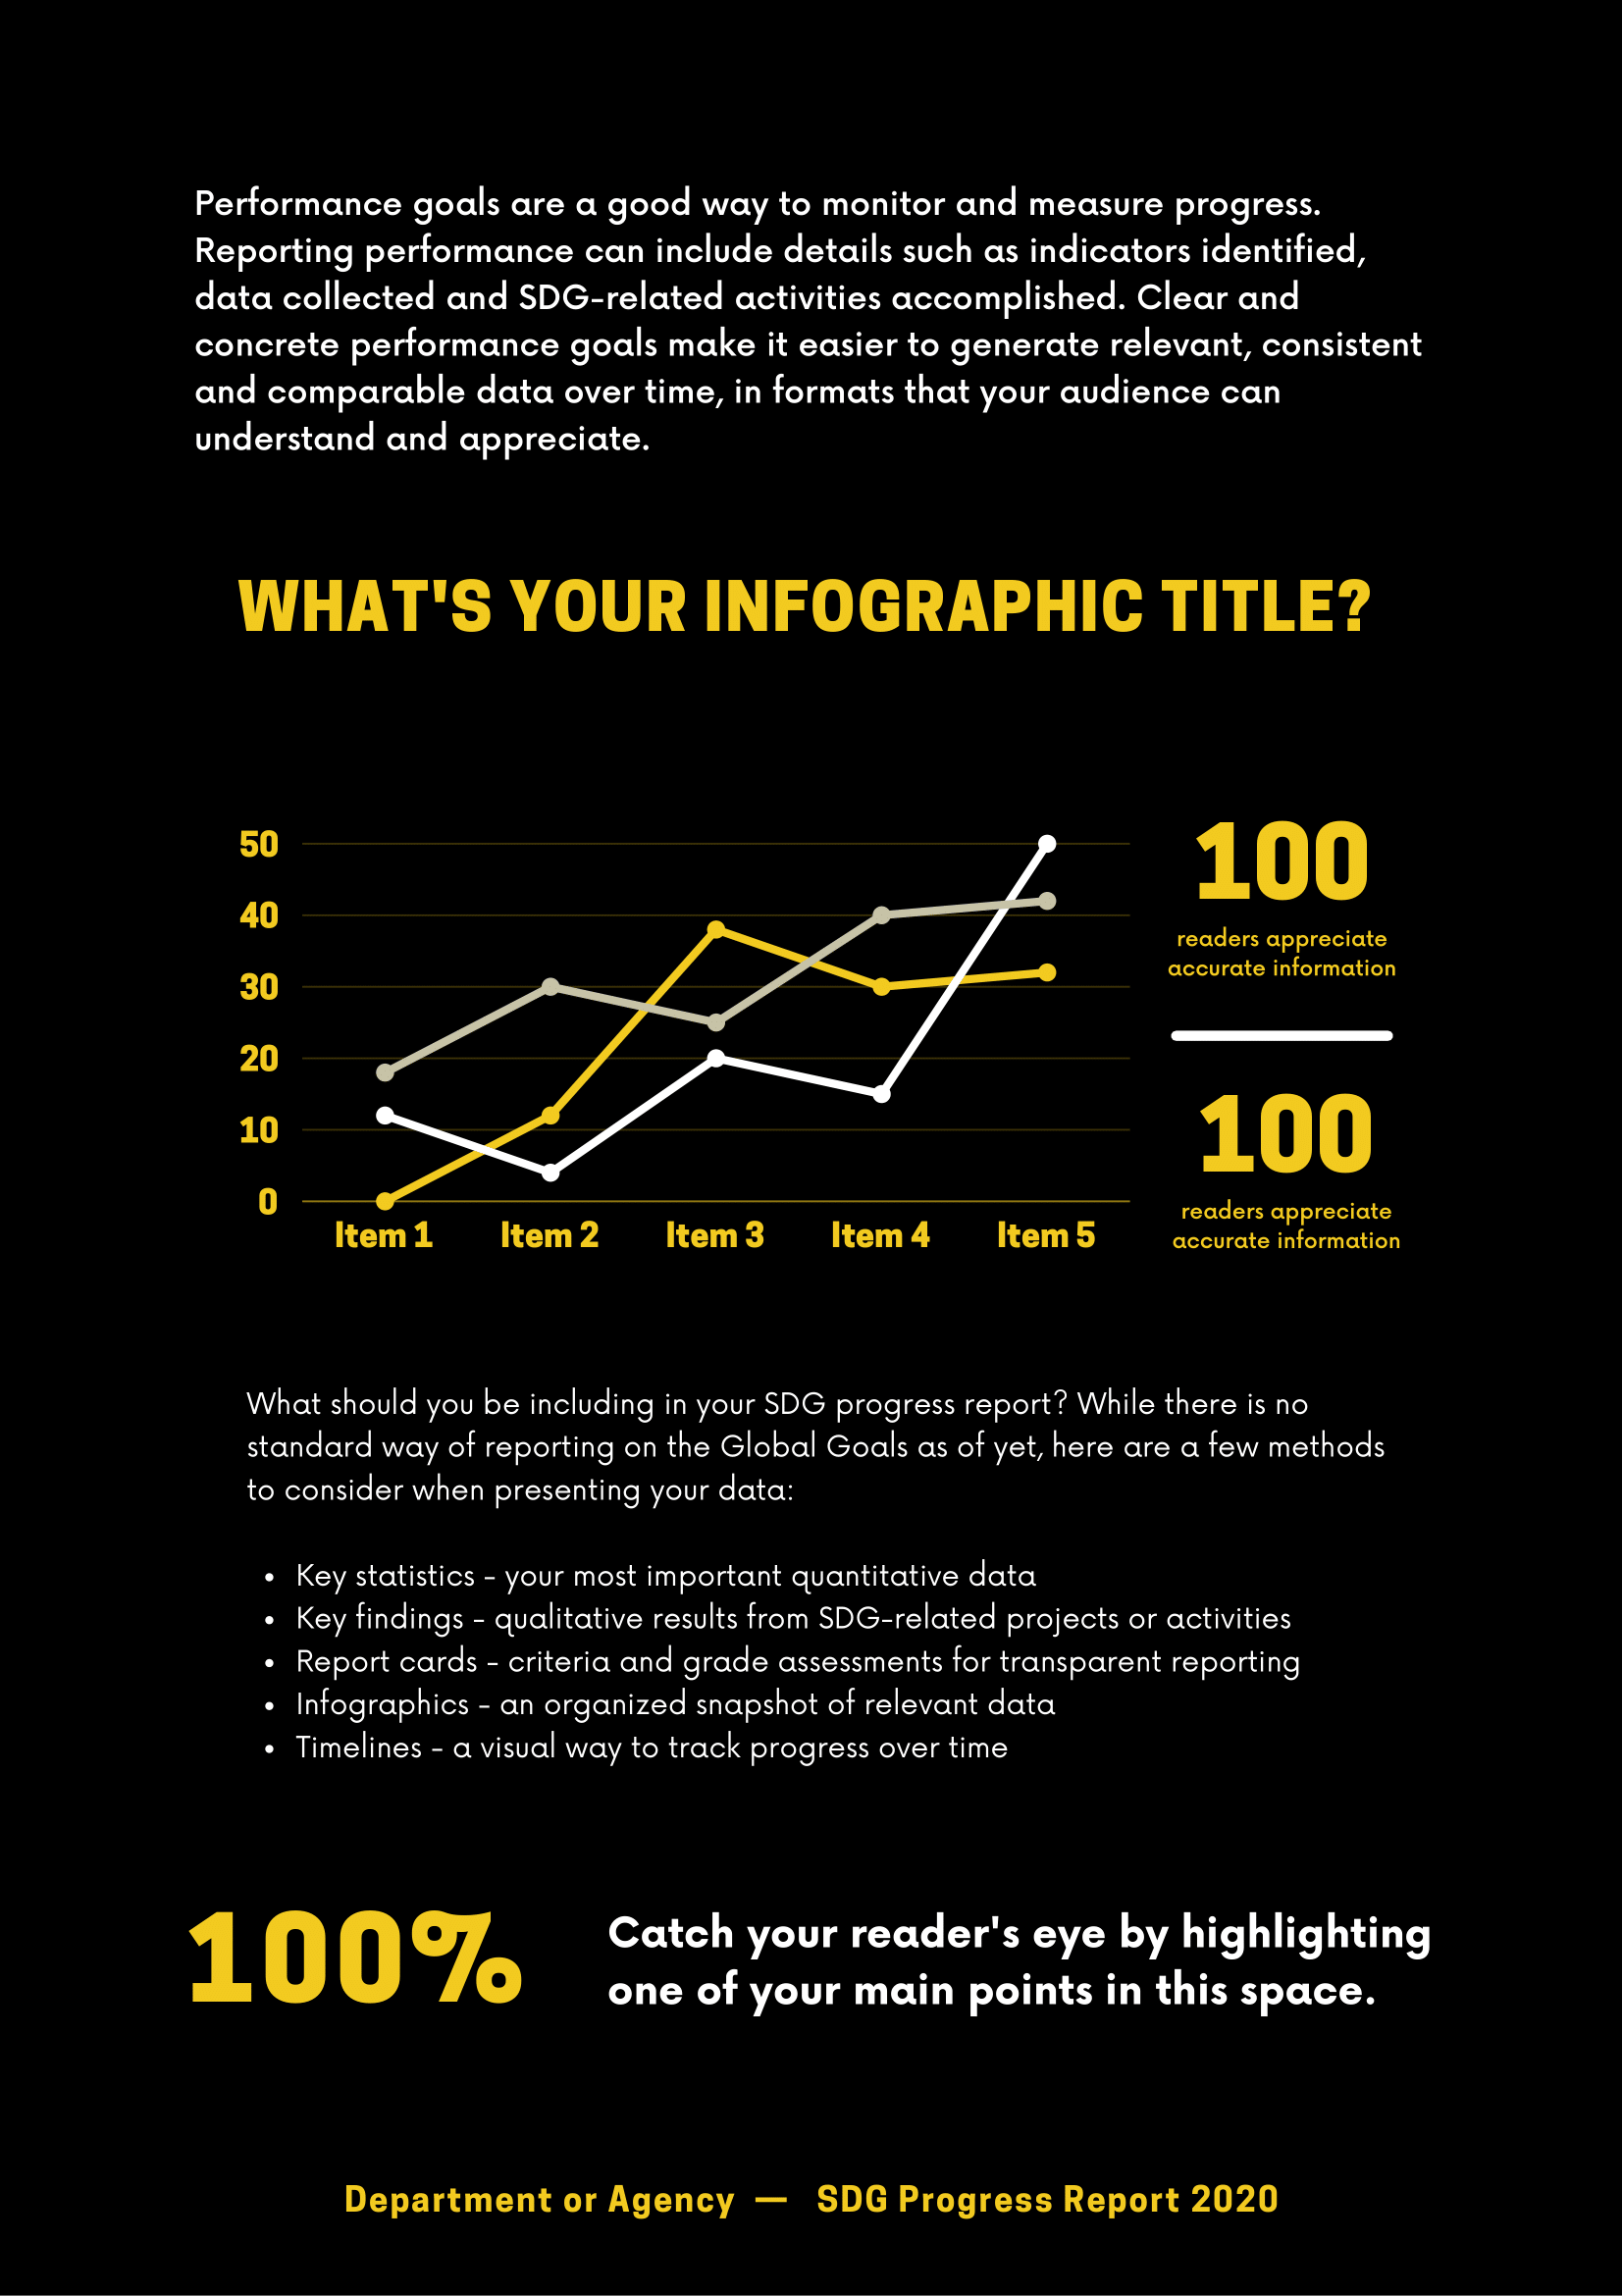 Performance goals are a good way to monitor and measure progress.
Reporting performance can include details such as indicators identified,
data collected and SDG-related activities accomplished. Clear and
concrete performance goals make it easier to generate relevant, consistent
and comparable data over time, in formats that your audience can
understand and appreciate.
WHAT'S YOUR INFOGRAPHIC TITLE?
50
40
30
20
10
0
Item 1 Item 2 Item 3 Item 4 Item 5
100
readers appreciate
accurate information
100
readers appreciate
accurate information
What should you be including in your SDG progress report? While there is no
standard way of reporting on the Global Goals as of yet, here are a few methods
to consider when presenting your data:
• Key statistics - your most important quantitative data
• Key findings - qualitative results from SDG-related projects or activities
• Report cards - criteria and grade assessments for transparent reporting
• Infographics - an organized snapshot of relevant data
• Timelines - a visual way to track progress over time
100%
Catch your reader's eye by highlighting
one of your main points in this space.
Department or Agency — SDG Progress Report 2020